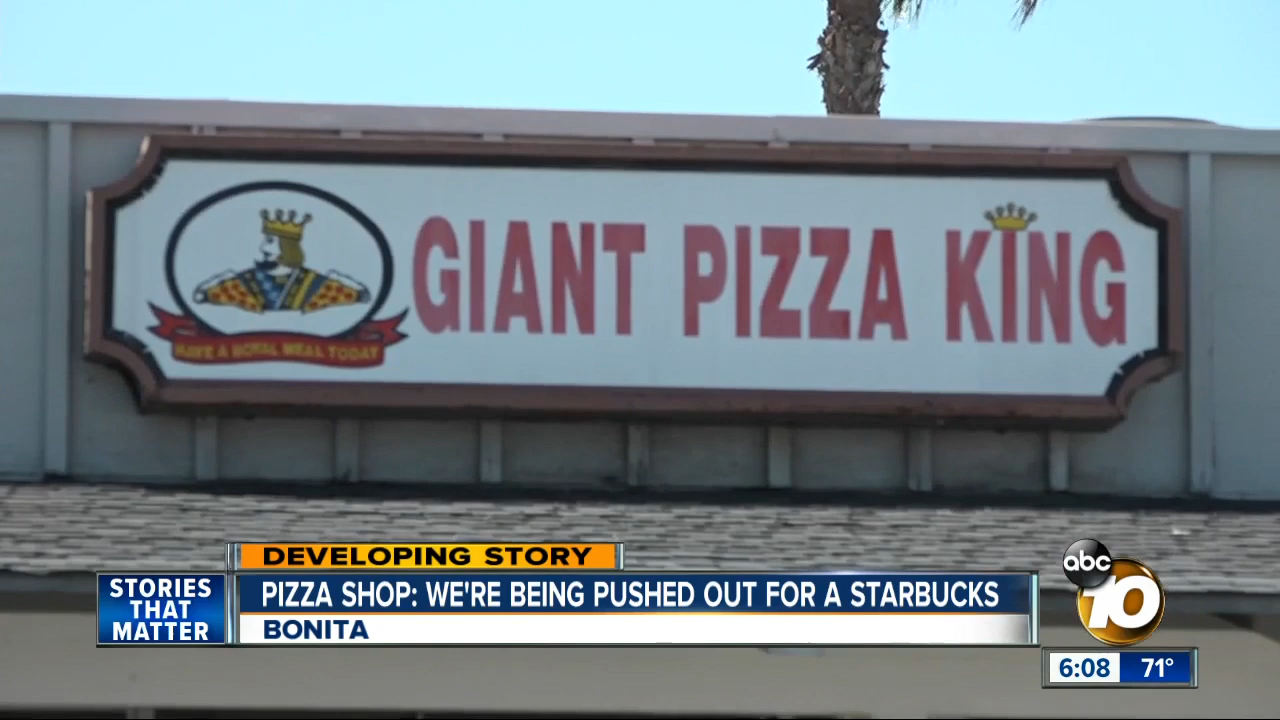 GIANT PIZZA KING
HAVE A ROYAL MEAL TODAY
DEVELOPING STORY
STORIES
THAT
MATTER
PIZZA SHOP: WE'RE BEING PUSHED OUT FOR A STARBUCKS
BONITA
abc
10
6:08 71°